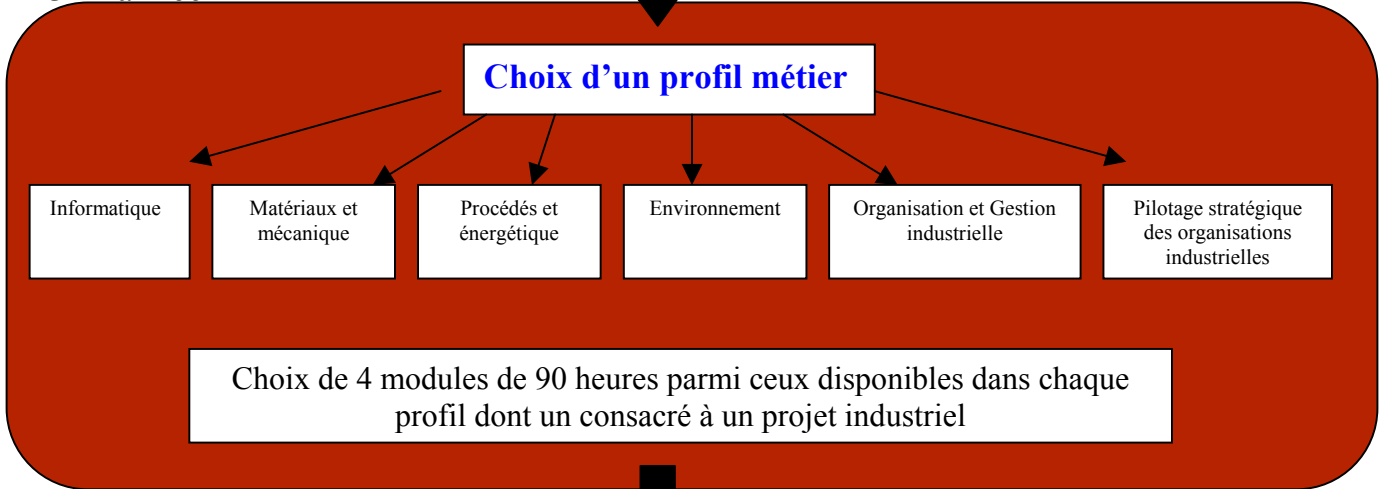 Choix d’un profil métier
Informatique
Matériaux et
mécanique
Procédés et
énergétique
Environnement
Organisation et Gestion
industrielle
Pilotage stratégique
des organisations
industrielles
Choix de 4 modules de 90 heures parmi ceux disponibles dans chaque
profil dont un consacré à un projet industriel